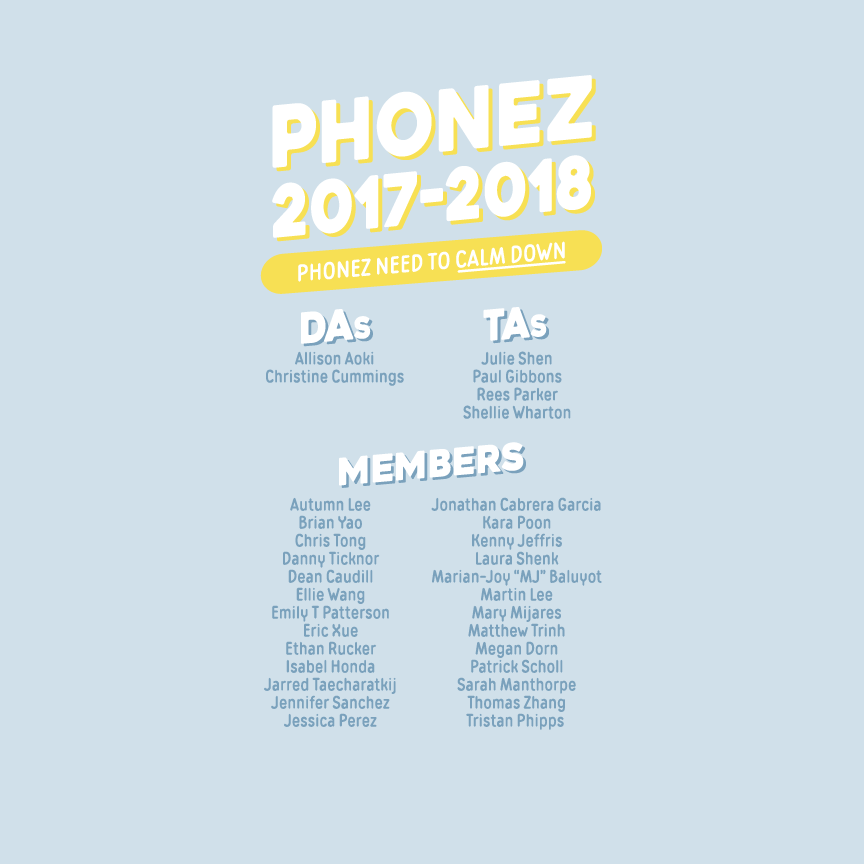 PHONEZ
2017-2018
PHONEZ NEED TO CALM DOWN
DAs
Allison Aoki
Christine Cummings
TAs
Julie Shen
Paul Gibbons
Rees Parker
Shellie Wharton
MEMBERS
Autumn Lee
Brian Yao
Chris Tong
Danny Ticknor
Dean Caudill
Ellie Wang
Emily T Patterson
Eric Xue
Ethan Rucker
Isabel Honda
Jarred Taecharatkij
Jennifer Sanchez
Jessica Perez
Jonathan Cabrera Garcia
Kara Poon
Kenny Jeffris
Laura Shenk
Marian-Joy "MJ" Baluyot
Martin Lee
Mary Mijares
Matthew Trinh
Megan Dorn
Patrick Scholl
Sarah Manthorpe
Thomas Zhang
Tristan Phipps